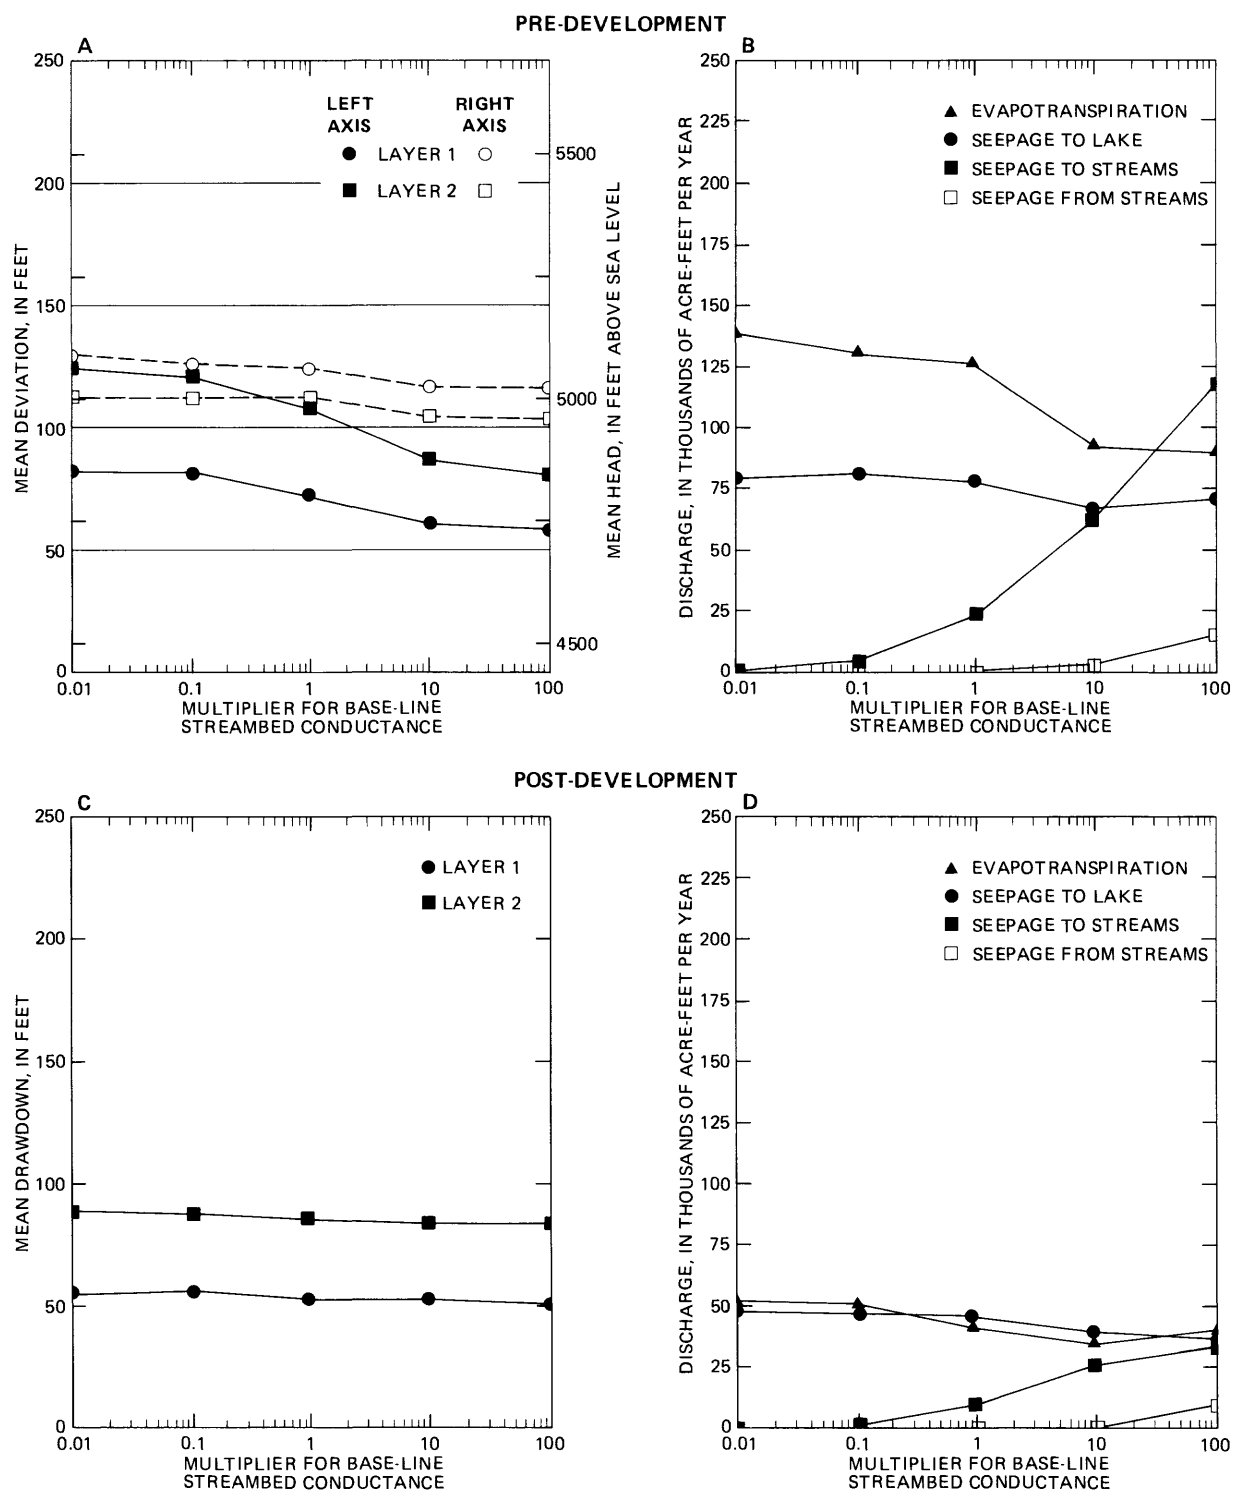 PRE-DEVELOPMENT
A
250
200
150
100
50
0
MEAN DEVIATION, IN FEET
LEFT AXIS
RIGHT AXIS
LAYER 1
LAYER 2
5500
5000
4500
MEAN HEAD, IN FEET ABOVE SEA LEVEL
0.01 0.1 1 10 100
MULTIPLIER FOR BASE-LINE
STREAMBED CONDUCTANCE
B
250
225
200
175
150
125
100
75
50
25
0
DISCHARGE, IN THOUSANDS OF ACRE-FEET PER YEAR
EVAPOTRANSPIRATION
SEEPAGE TO LAKE
SEEPAGE TO STREAMS
SEEPAGE FROM STREAMS
0.01 0.1 1 10 100
MULTIPLIER FOR BASE-LINE
STREAMBED CONDUCTANCE
POST-DEVELOPMENT
C
250
200
150
100
50
0
MEAN DRAWDOWN, IN FEET
LAYER 1
LAYER 2
0.01 0.1 1 10 100
MULTIPLIER FOR BASE-LINE
STREAMBED CONDUCTANCE
D
250
225
200
175
150
125
100
75
50
25
0
DISCHARGE, IN THOUSANDS OF ACRE-FEET PER YEAR
EVAPOTRANSPIRATION
SEEPAGE TO LAKE
SEEPAGE TO STREAMS
SEEPAGE FROM STREAMS
0.01 0.1 1 10 100
MULTIPLIER FOR BASE-LINE
STREAMBED CONDUCTANCE